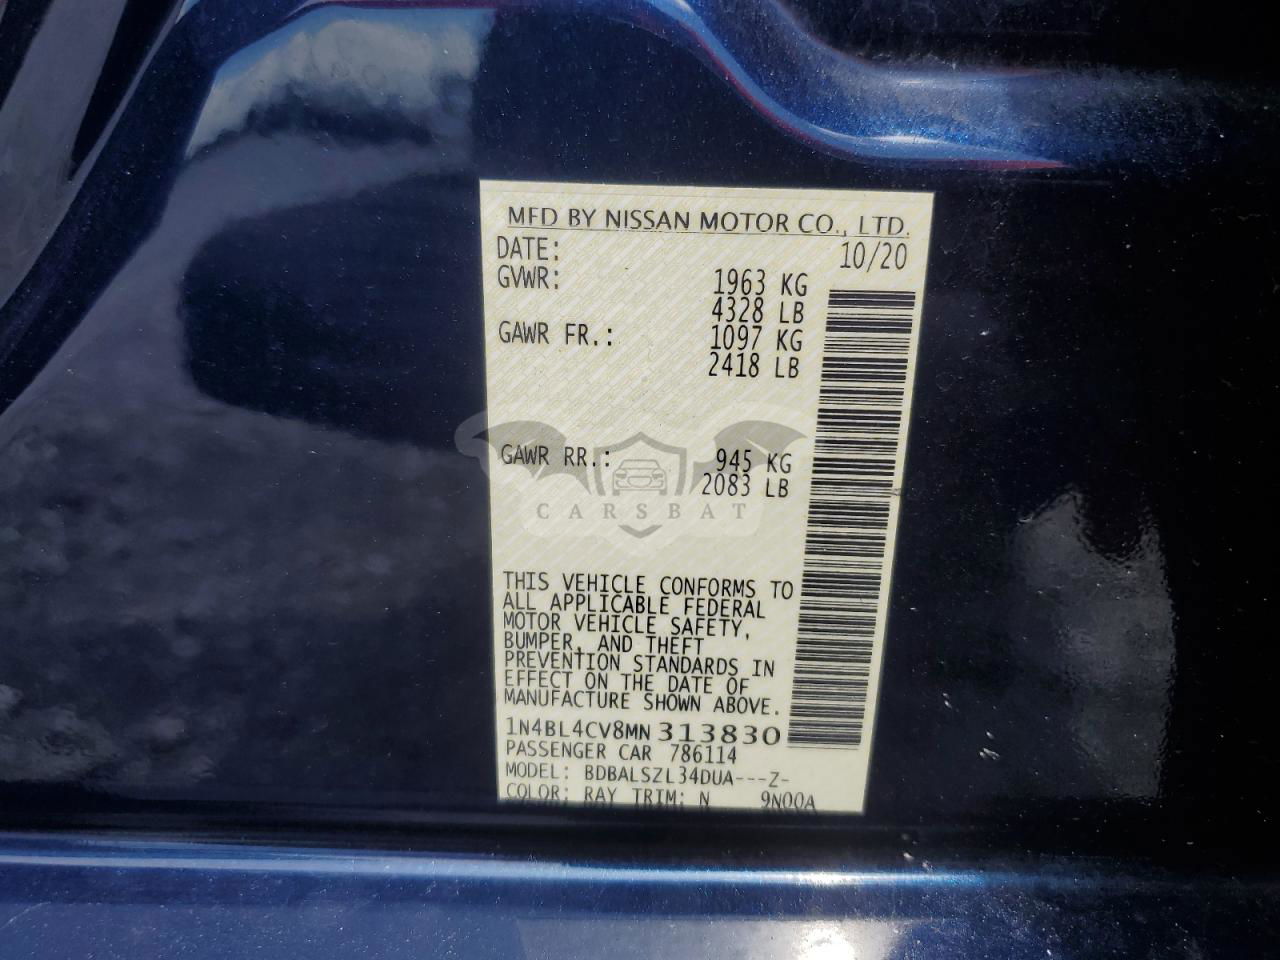 MFD BY NISSAN MOTOR CO., LTD.
DATE: 10/20
GVWR: 1963 KG
4328 LB
GAWR FR.: 1097 KG
2418 LB
GAWR RR.: 945 KG
2083 LB
CARSBAT
THIS VEHICLE CONFORMS TO
ALL APPLICABLE FEDERAL
MOTOR VEHICLE SAFETY,
BUMPER, AND THEFT
PREVENTION STANDARDS IN
EFFECT ON THE DATE OF
MANUFACTURE SHOWN ABOVE.
1N4BL4CV8MN313830
PASSENGER CAR 786114
MODEL: BDBALSZL34DUA---Z-
COLOR: RAY TRIM: N 9N00A